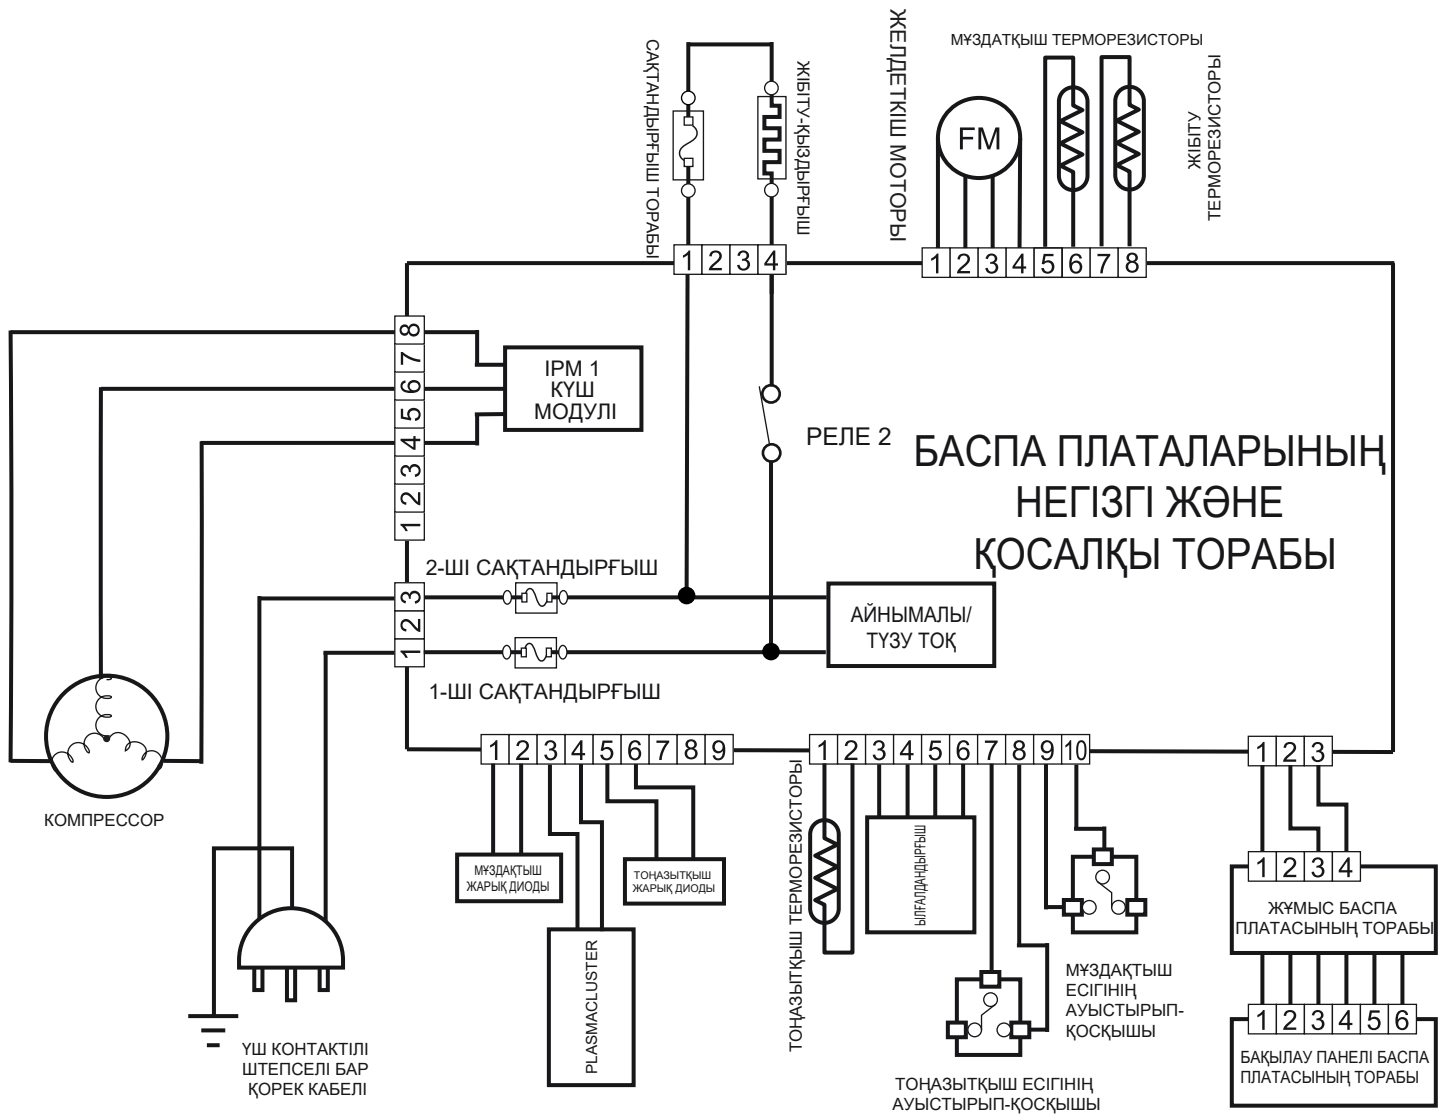 САҚТАНДЫРҒЫШ ТОРАБЫ
ЖІБІТУ-ҚЫЗДЫРҒЫШ
ЖЕЛДЕТКІШ МОТОРЫ
МҰЗДАТҚЫШ ТЕРМОРЕЗИСТОРЫ
ЖІБІТУ
ТЕРМОРЕЗИСТОРЫ
FM
1 2 3 4
1 2 3 4 5 6 7 8
8 7 6 5 4 3 2 1
IPM 1
КҮШ
МОДУЛІ
РЕЛЕ 2
БАСПА ПЛАТАЛАРЫНЫҢ
НЕГІЗГІ ЖӘНЕ
ҚОСАЛҚЫ ТОРАБЫ
2-ШІ САҚТАНДЫРҒЫШ
3 2 1
АЙНЫМАЛЫ/
ТҮЗУ ТОҚ
1-ШІ САҚТАНДЫРҒЫШ
КОМПРЕССОР
1 2 3 4 5 6 7 8 9
1 2 3 4 5 6 7 8 9 10
1 2 3
МҰЗДАҚТЫШ
ЖАРЫҚ ДИОДЫ
ТОҢАЗЫТҚЫШ
ЖАРЫҚ ДИОДЫ
PLASMACLUSTER
ТОҢАЗЫТҚЫШ ТЕРМОРЕЗИСТОРЫ
ЫЛҒАЛДАНДЫРҒЫШ
1 2 3 4
ЖҰМЫС БАСПА
ПЛАТАСЫНЫҢ ТОРАБЫ
МҰЗДАҚТЫШ
ЕСІГІНІҢ
АУЫСТЫРЫП-
ҚОСҚЫШЫ
1 2 3 4 5 6
БАҚЫЛАУ ПАНЕЛІ БАСПА
ПЛАТАСЫНЫҢ ТОРАБЫ
ҮШ КОНТАКТІЛІ
ШТЕПСЕЛІ БАР
ҚОРЕК КАБЕЛІ
ТОҢАЗЫТҚЫШ ЕСІГІНІҢ
АУЫСТЫРЫП-ҚОСҚЫШЫ